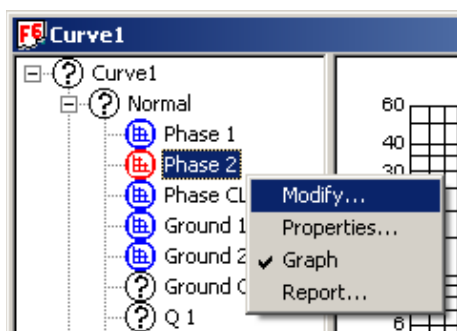 F6 Curve1
? Curve1
? Normal
Phase 1
Phase 2
Phase CL
Ground 1
Ground 2
? Ground
? Q 1
Modify...
Properties...
✓ Graph
Report...
60
40
30
6